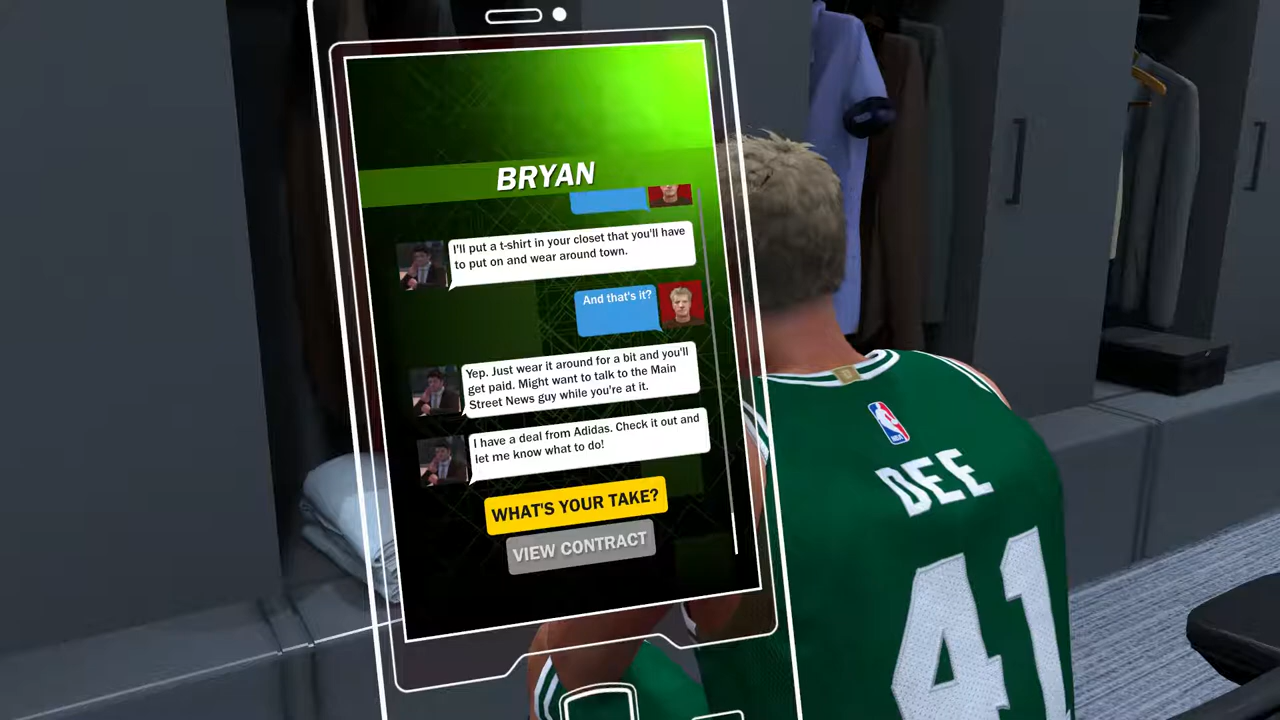 BRYAN
I'll put a t-shirt in your closet that you'll have
to put on and wear around town.
And that's it?
Yep. Just wear it around for a bit and you'll
get paid. Might want to talk to the Main
Street News guy while you're at it.
I have a deal from Adidas. Check it out and
let me know what to do!
WHAT'S YOUR TAKE?
VIEW CONTRACT
NBA
DEE
41